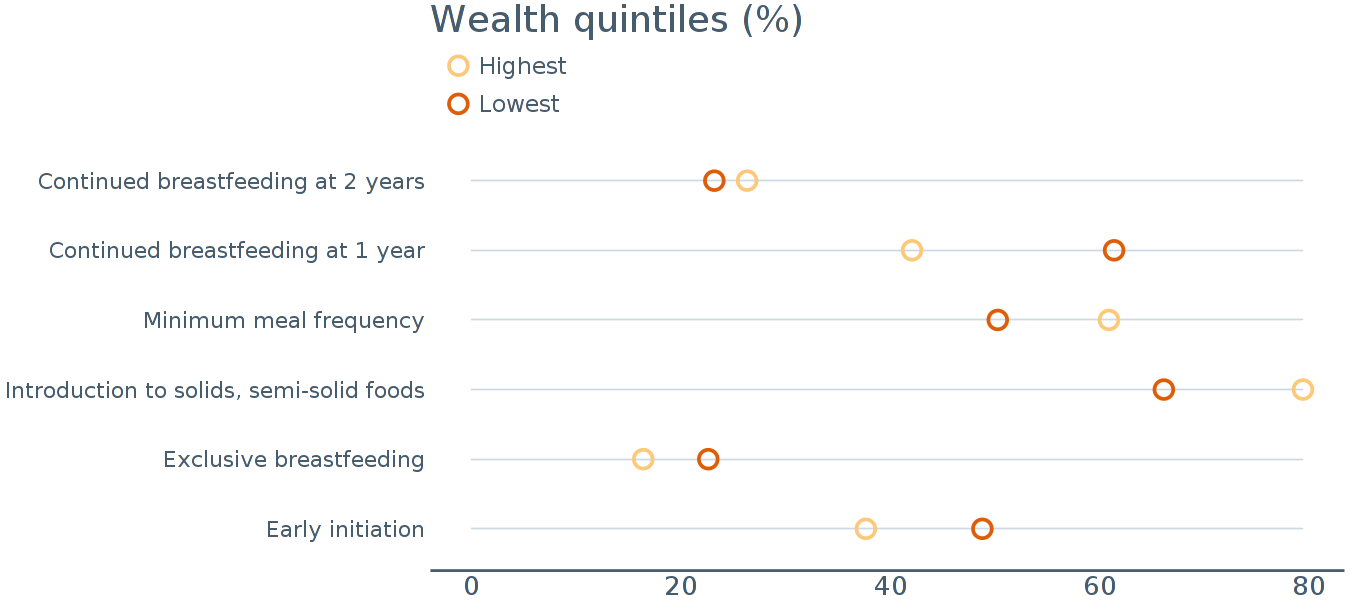 Wealth quintiles (%)
Highest
Lowest
Continued breastfeeding at 2 years
Continued breastfeeding at 1 year
Minimum meal frequency
Introduction to solids, semi-solid foods
Exclusive breastfeeding
Early initiation
0 20 40 60 80